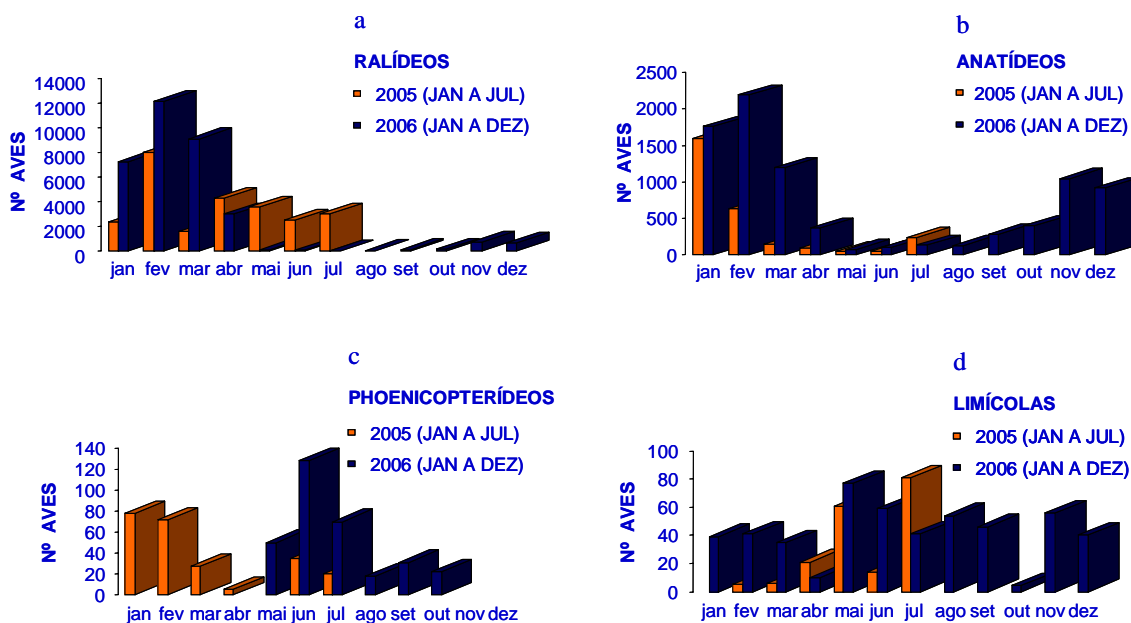 a
RALÍDEOS
2005 (JAN A JUL)
2006 (JAN A DEZ)
Nº AVES
14000
12000
10000
8000
6000
4000
2000
0
jan fev mar abr mai jun jul ago set out nov dez
b
ANATÍDEOS
2005 (JAN A JUL)
2006 (JAN A DEZ)
Nº AVES
2500
2000
1500
1000
500
0
jan fev mar abr mai jun jul ago set out nov dez
c
PHOENICOPTERÍDEOS
2005 (JAN A JUL)
2006 (JAN A DEZ)
Nº AVES
140
120
100
80
60
40
20
0
jan fev mar abr mai jun jul ago set out nov dez
d
LIMÍCOLAS
2005 (JAN A JUL)
2006 (JAN A DEZ)
Nº AVES
100
80
60
40
20
0
jan fev mar abr mai jun jul ago set out nov dez